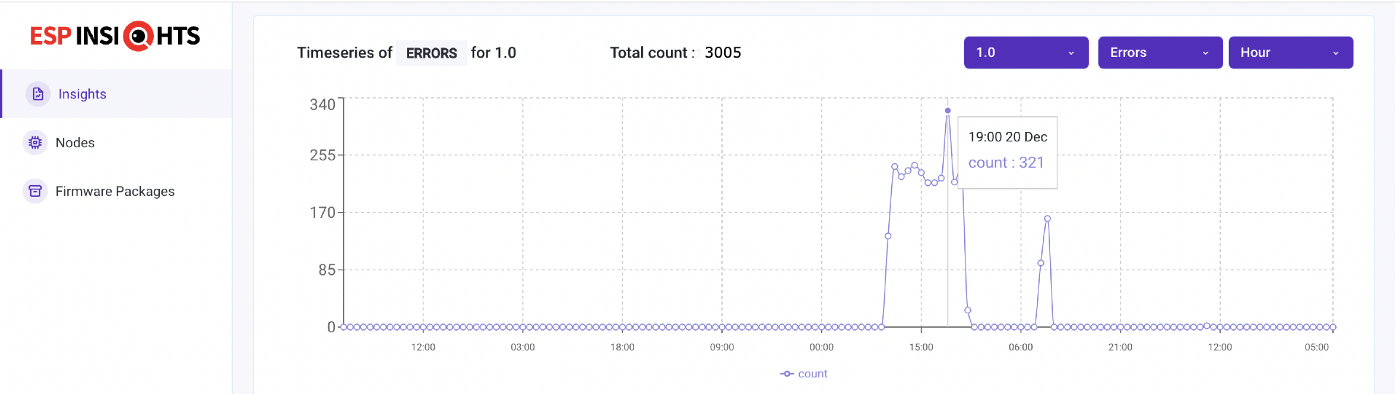 ESP INSIGHTS
Insights
Nodes
Firmware Packages
Timeseries of ERRORS for 1.0
Total count : 3005
1.0
Errors
Hour
340
255
170
85
0
19:00 20 Dec
count : 321
12:00
03:00
18:00
09:00
00:00
15:00
06:00
21:00
12:00
05:00
count